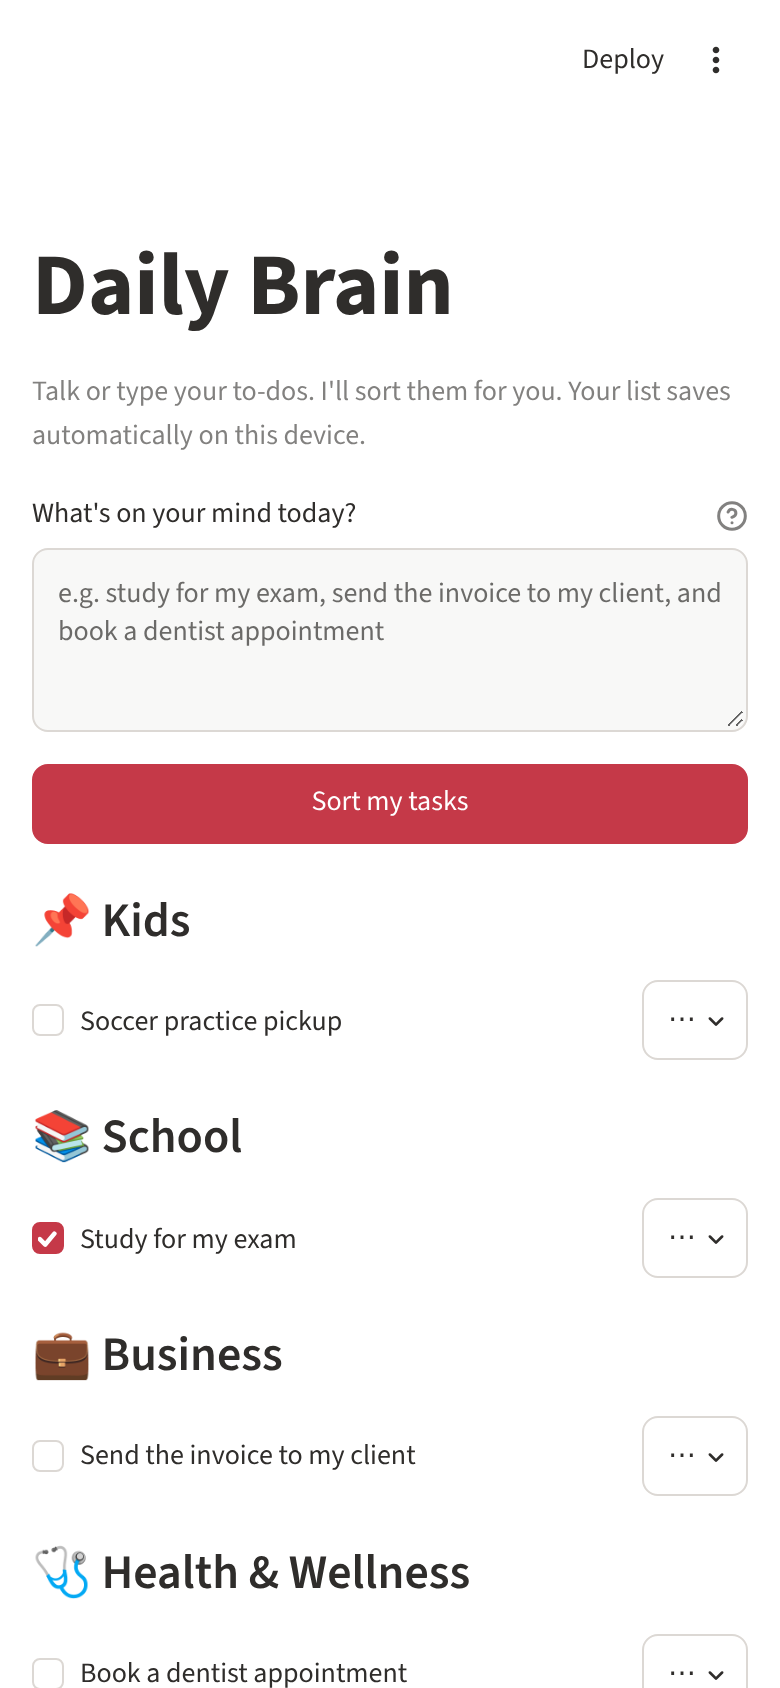 Deploy
Daily Brain
Talk or type your to-dos. I'll sort them for you. Your list saves
automatically on this device.
What's on your mind today?
e.g. study for my exam, send the invoice to my client, and
book a dentist appointment
Sort my tasks
Kids
Soccer practice pickup
School
Study for my exam
Business
Send the invoice to my client
Health & Wellness
Book a dentist appointment